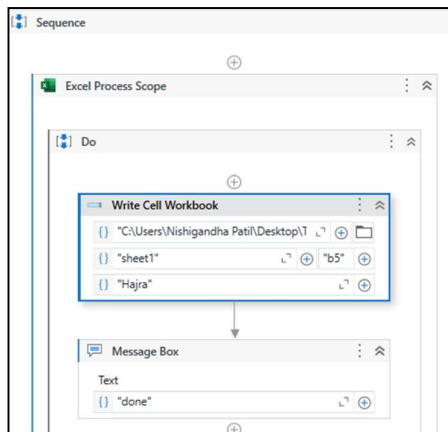 Sequence
Excel Process Scope
Do
Write Cell Workbook
"C:\Users\Nishigandha Patil\Desktop\T
"sheet1" "b5"
"Hajra"
Message Box
Text
"done"